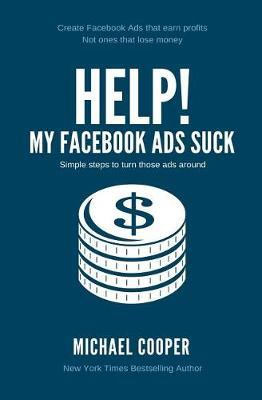 Create Facebook Ads that earn profits
Not ones that lose money
HELP!
MY FACEBOOK ADS SUCK
Simple steps to turn those ads around
$
MICHAEL COOPER
New York Times Bestselling Author